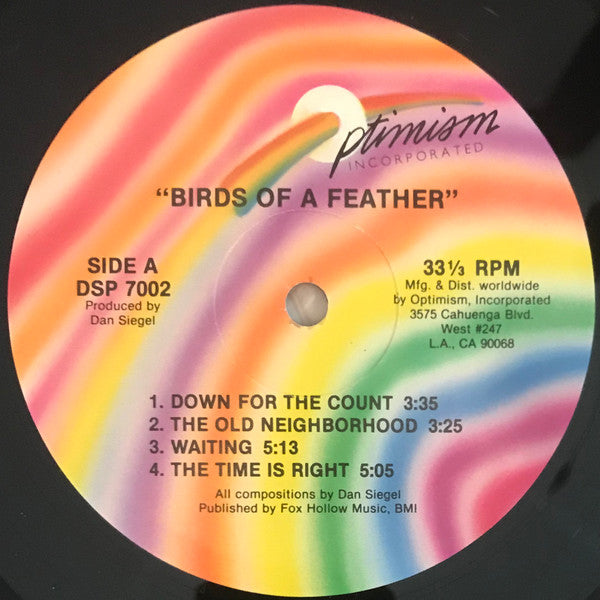 Optimism
INCORPORATED
"BIRDS OF A FEATHER"
SIDE A
DSP 7002
Produced by
Dan Siegel
33⅓ RPM
Mfg. & Dist. worldwide
by Optimism, Incorporated
3575 Cahuenga Blvd.
West #247
L.A., CA 90068
1. DOWN FOR THE COUNT 3:35
2. THE OLD NEIGHBORHOOD 3:25
3. WAITING 5:13
4. THE TIME IS RIGHT 5:05
All compositions by Dan Siegel
Published by Fox Hollow Music, BMI